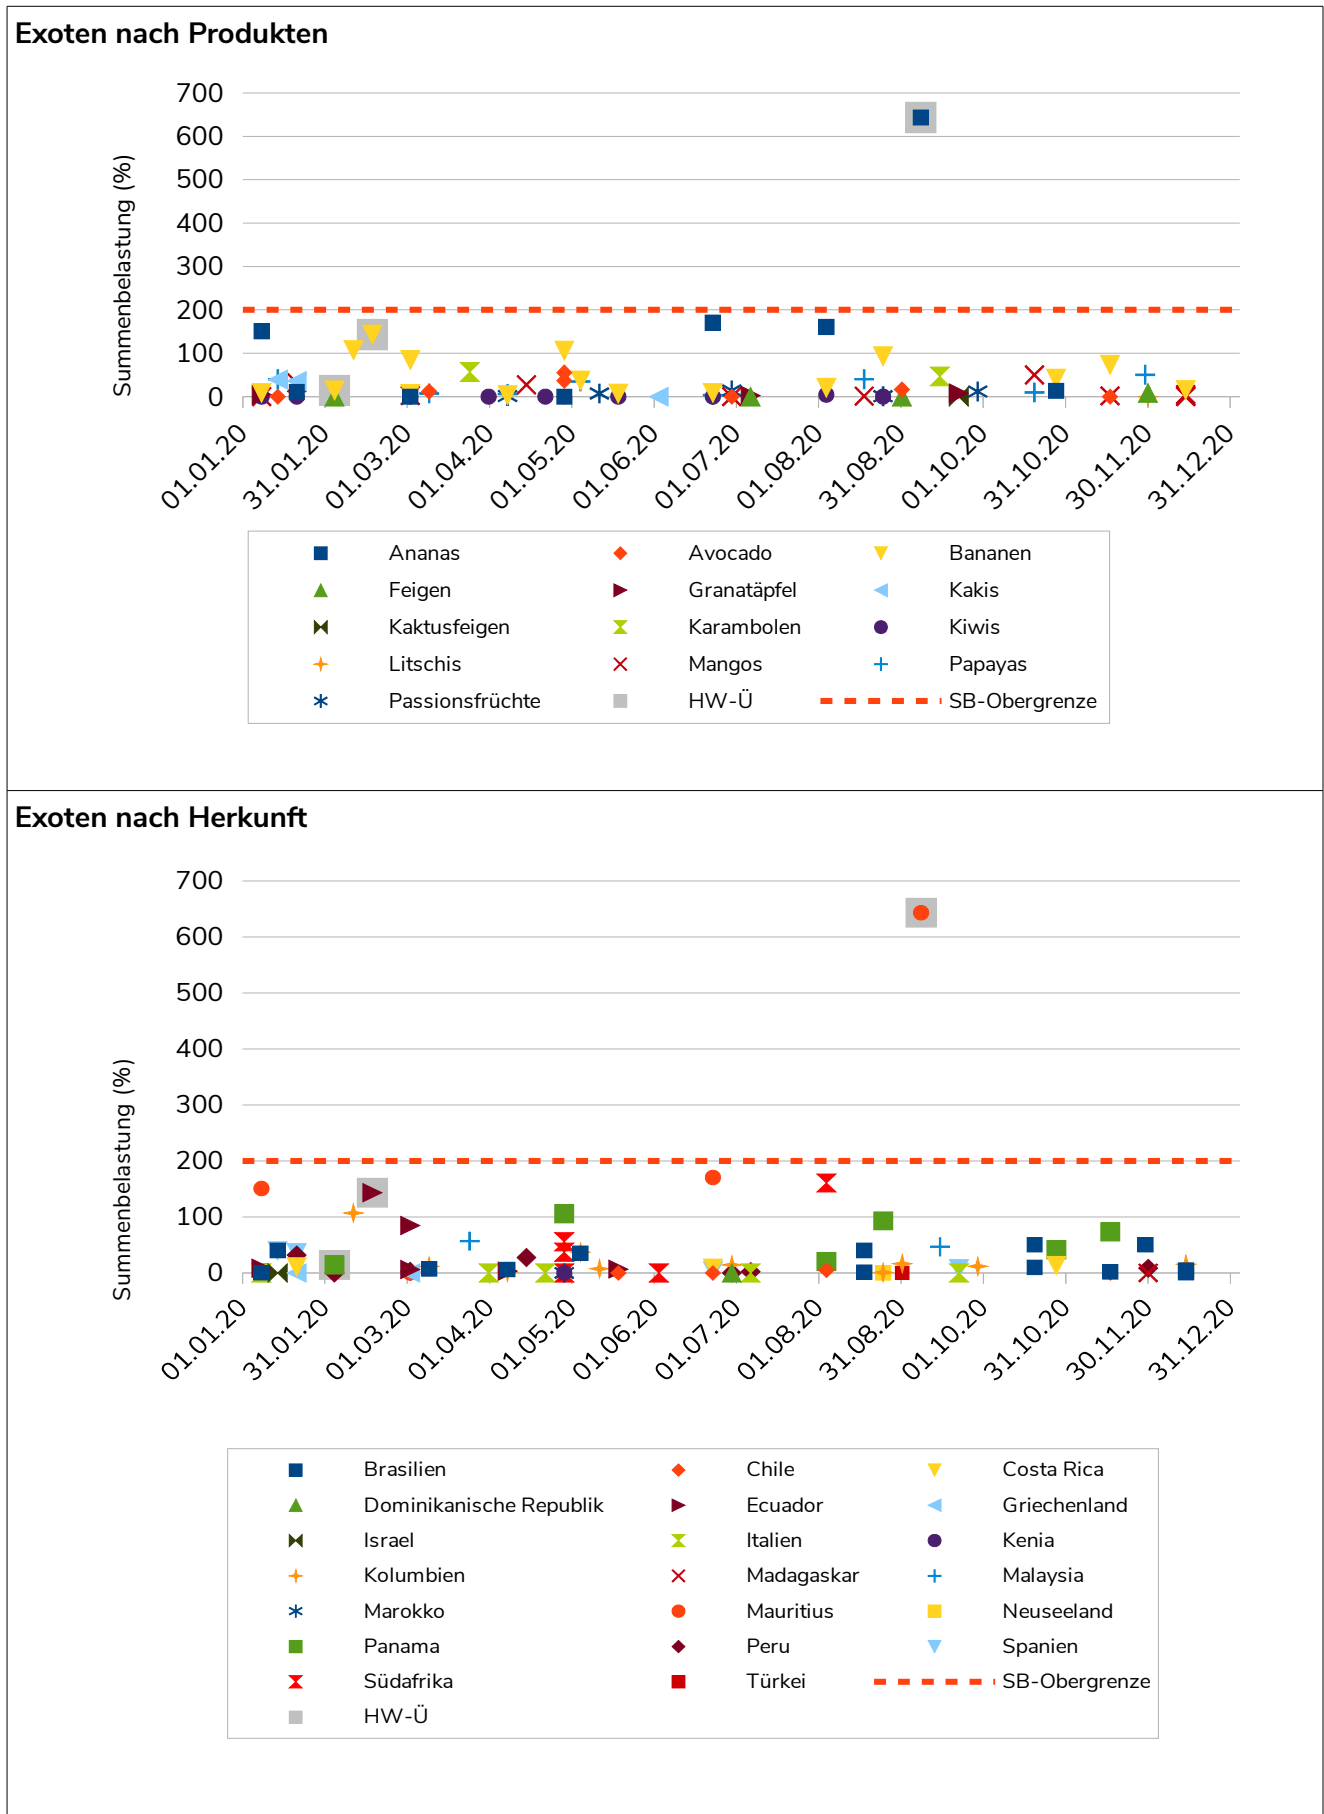 Exoten nach Produkten
700
600
500
400
300
200
100
0
Summenbelastung (%)
01.01.20
31.01.20
01.03.20
01.04.20
01.05.20
01.06.20
01.07.20
01.08.20
31.08.20
01.10.20
31.10.20
30.11.20
31.12.20
Ananas Avocado Bananen
Feigen Granatäpfel Kakis
Kaktusfeigen Karambolen Kiwis
Litschis Mangos Papayas
Passionsfrüchte HW-Ü SB-Obergrenze
Exoten nach Herkunft
700
600
500
400
300
200
100
0
Summenbelastung (%)
01.01.20
31.01.20
01.03.20
01.04.20
01.05.20
01.06.20
01.07.20
01.08.20
31.08.20
01.10.20
31.10.20
30.11.20
31.12.20
Brasilien Chile Costa Rica
Dominikanische Republik Ecuador Griechenland
Israel Italien Kenia
Kolumbien Madagaskar Malaysia
Marokko Mauritius Neuseeland
Panama Peru Spanien
Südafrika Türkei SB-Obergrenze
HW-Ü